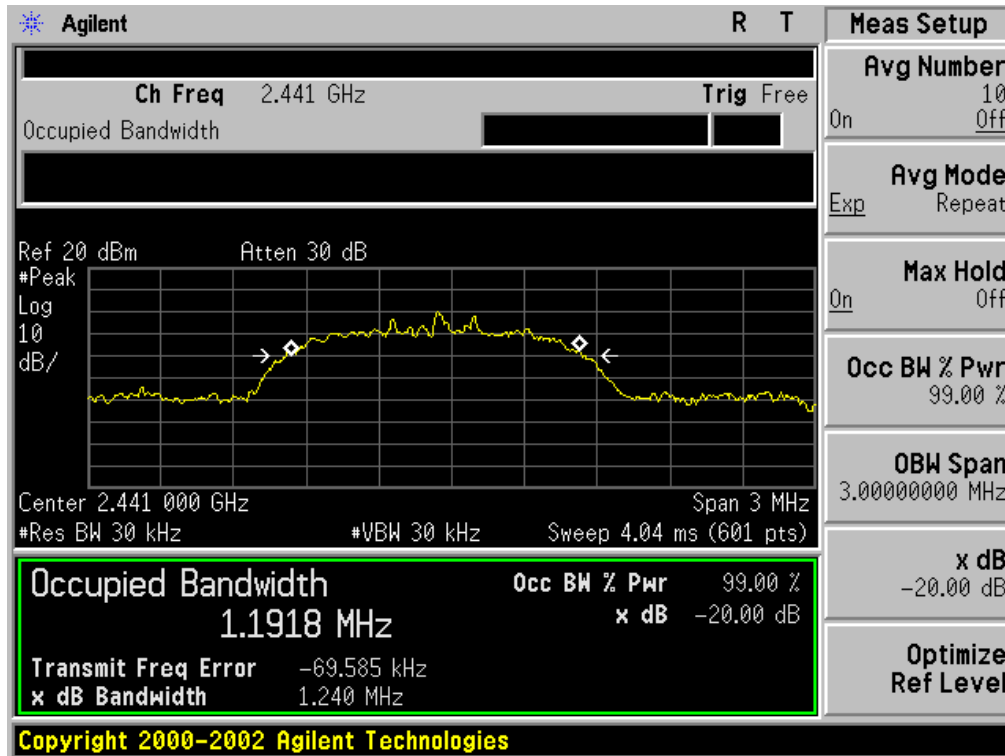 Agilent R T
Ch Freq 2.441 GHz Trig Free
Occupied Bandwidth
Ref 20 dBm Atten 30 dB
#Peak
Log
10
dB/
Center 2.441 000 GHz Span 3 MHz
#Res BW 30 kHz #VBW 30 kHz Sweep 4.04 ms (601 pts)
Occupied Bandwidth
1.1918 MHz
Occ BW % Pwr 99.00 %
x dB -20.00 dB
Transmit Freq Error -69.585 kHz
x dB Bandwidth 1.240 MHz
Copyright 2000-2002 Agilent Technologies
Meas Setup
Avg Number
10
On Off
Avg Mode
Exp Repeat
Max Hold
On Off
Occ BW % Pwr
99.00 %
OBW Span
3.00000000 MHz
x dB
-20.00 dB
Optimize
Ref Level